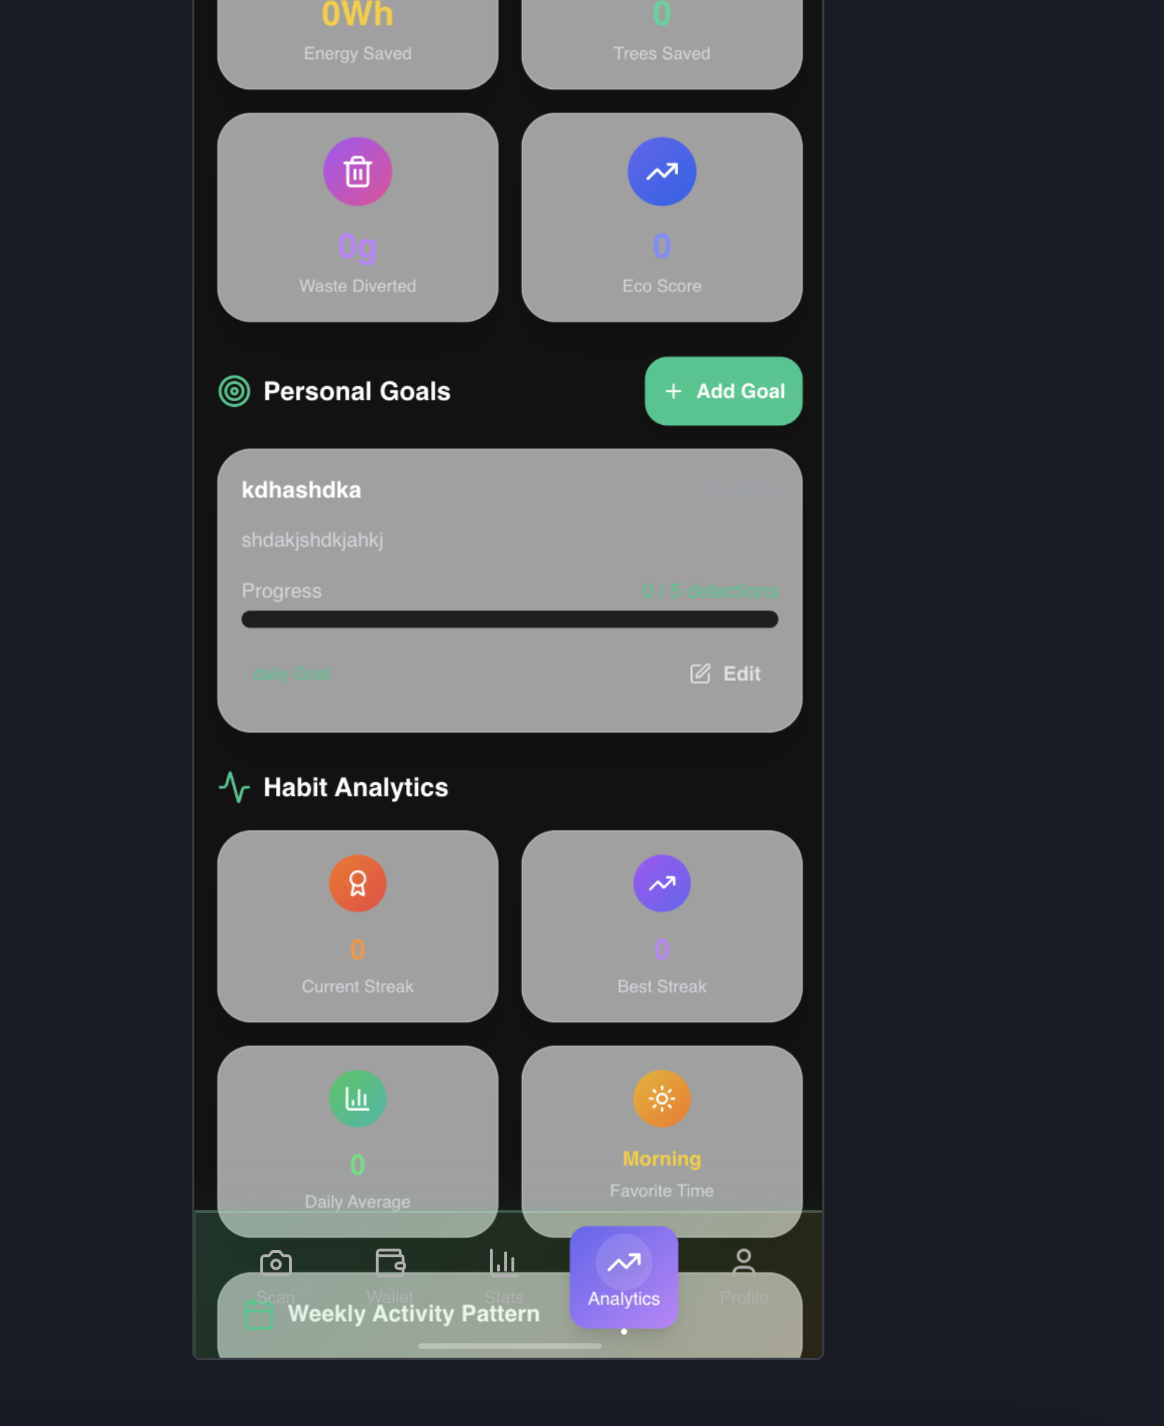 0Wh
0
Energy Saved
Trees Saved
0g
0
Waste Diverted
Eco Score
Personal Goals
Add Goal
kdhashdka
shdakjshdkjahkj
Progress
0 / 5 detections
daily Goal
Edit
Habit Analytics
0
0
Current Streak
Best Streak
0
Morning
Daily Average
Favorite Time
Scan
Wallet
Stats
Analytics
Profile
Weekly Activity Pattern